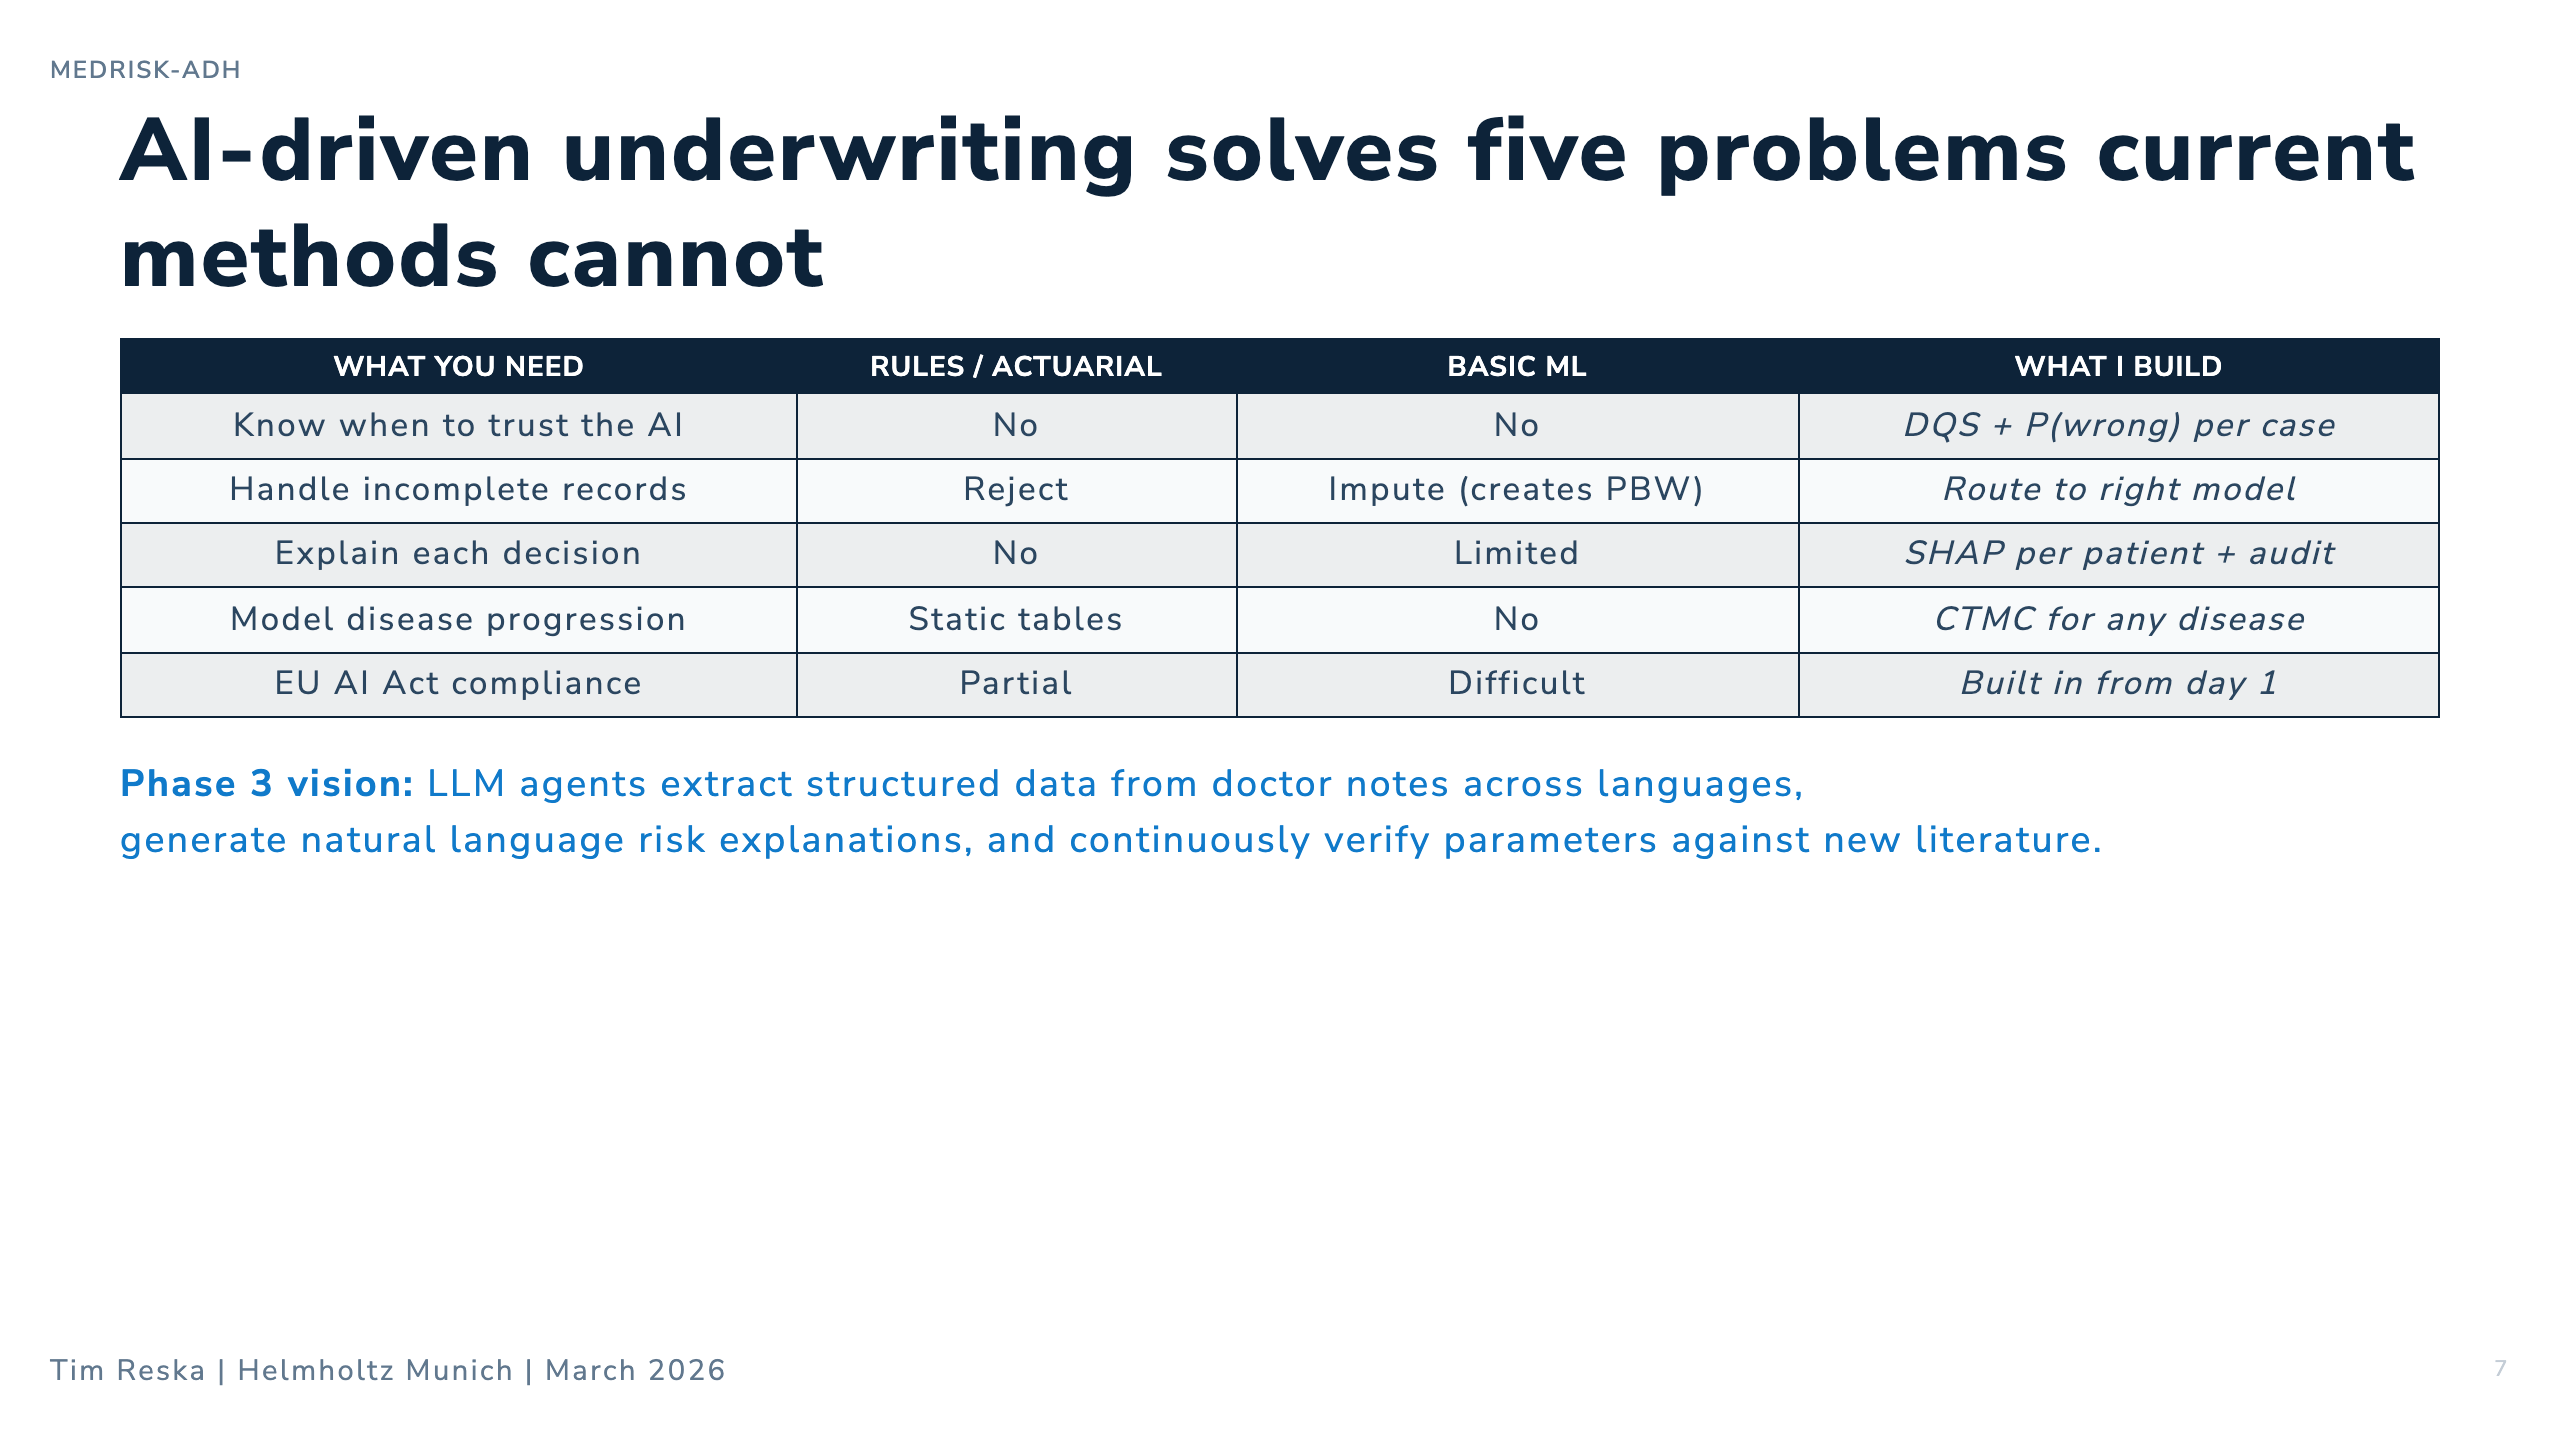 MEDRISK-ADH
AI-driven underwriting solves five problems current
methods cannot
WHAT YOU NEED RULES / ACTUARIAL BASIC ML WHAT I BUILD
Know when to trust the AI No No DQS + P(wrong) per case
Handle incomplete records Reject Impute (creates PBW) Route to right model
Explain each decision No Limited SHAP per patient + audit
Model disease progression Static tables No CTMC for any disease
EU AI Act compliance Partial Difficult Built in from day 1
Phase 3 vision: LLM agents extract structured data from doctor notes across languages,
generate natural language risk explanations, and continuously verify parameters against new literature.
Tim Reska | Helmholtz Munich | March 2026
7